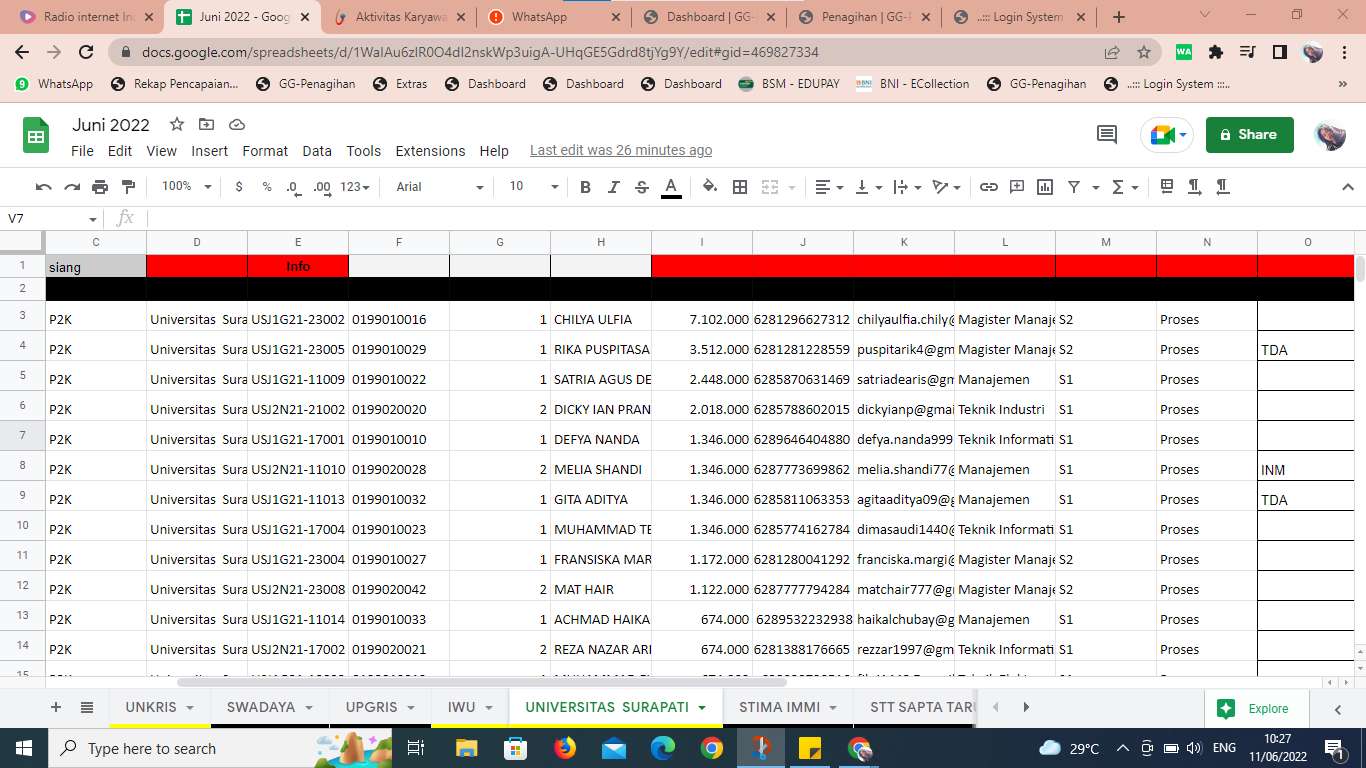 Radio internet In
Juni 2022 - Goog
Aktivitas Karyaw
WhatsApp
Dashboard | GG-
Penagihan | GG-F
..::: Login System
docs.google.com/spreadsheets/d/1WaIAu6zlR0O4dI2nskWp3uigA-UHqGE5Gdrd8tjYg9Y/edit#gid=469827334
WhatsApp
Rekap Pencapaian...
GG-Penagihan
Extras
Dashboard
Dashboard
Dashboard
BSM - EDUPAY
BNI - ECollection
GG-Penagihan
..::: Login System :::..
Juni 2022
File Edit View Insert Format Data Tools Extensions Help Last edit was 26 minutes ago
Share
100% $ % .0 .00 123 Arial 10 B I S A
V7 fx
C D E F G H I J K L M N O
1 siang Info
2
3 P2K Universitas Sura USJ1G21-23002 0199010016 1 CHILYA ULFIA 7.102.000 6281296627312 chilyaulfia.chily@ Magister Manaje S2 Proses
4 P2K Universitas Sura USJ1G21-23005 0199010029 1 RIKA PUSPITASA 3.512.000 6281281228559 puspitarik4@gm Magister Manaje S2 Proses TDA
5 P2K Universitas Sura USJ1G21-11009 0199010022 1 SATRIA AGUS DE 2.448.000 6285870631469 satriadearis@gm Manajemen S1 Proses
6 P2K Universitas Sura USJ2N21-21002 0199020020 2 DICKY IAN PRAN 2.018.000 6285788602015 dickyianp@gmai Teknik Industri S1 Proses
7 P2K Universitas Sura USJ1G21-17001 0199010010 1 DEFYA NANDA 1.346.000 6289646404880 defya.nanda999 Teknik Informati S1 Proses
8 P2K Universitas Sura USJ2N21-11010 0199020028 2 MELIA SHANDI 1.346.000 6287773699862 melia.shandi77@ Manajemen S1 Proses INM
9 P2K Universitas Sura USJ1G21-11013 0199010032 1 GITA ADITYA 1.346.000 6285811063353 agitaaditya09@g Manajemen S1 Proses TDA
10 P2K Universitas Sura USJ1G21-17004 0199010023 1 MUHAMMAD TE 1.346.000 6285774162784 dimasaudi1440@ Teknik Informati S1 Proses
11 P2K Universitas Sura USJ1G21-23004 0199010027 1 FRANSISKA MAR 1.172.000 6281280041292 franciska.margi@ Magister Manaje S2 Proses
12 P2K Universitas Sura USJ2N21-23008 0199020042 2 MAT HAIR 1.122.000 6287777794284 matchair777@g Magister Manaje S2 Proses
13 P2K Universitas Sura USJ1G21-11014 0199010033 1 ACHMAD HAIKA 674.000 6289532232938 haikalchubay@g Manajemen S1 Proses
14 P2K Universitas Sura USJ2N21-17002 0199020021 2 REZA NAZAR ARI 674.000 6281388176665 rezzar1997@gm Teknik Informati S1 Proses
15
UNKRIS SWADAYA UPGRIS IWU UNIVERSITAS SURAPATI STIMA IMMI STT SAPTA TARU
Explore
Type here to search
29°C ENG
10:27
11/06/2022
1